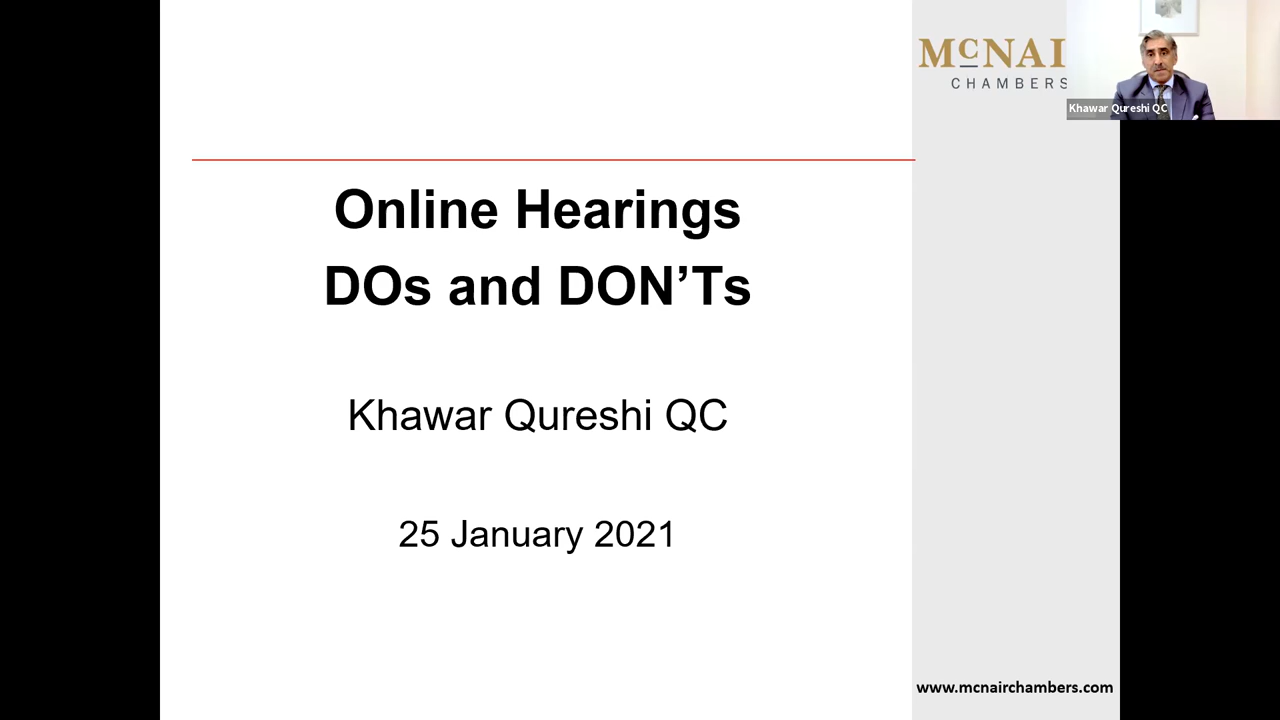 McNAI
CHAMBERS
Khawar Qureshi QC
Online Hearings
DOs and DON’Ts
Khawar Qureshi QC
25 January 2021
www.mcnairchambers.com